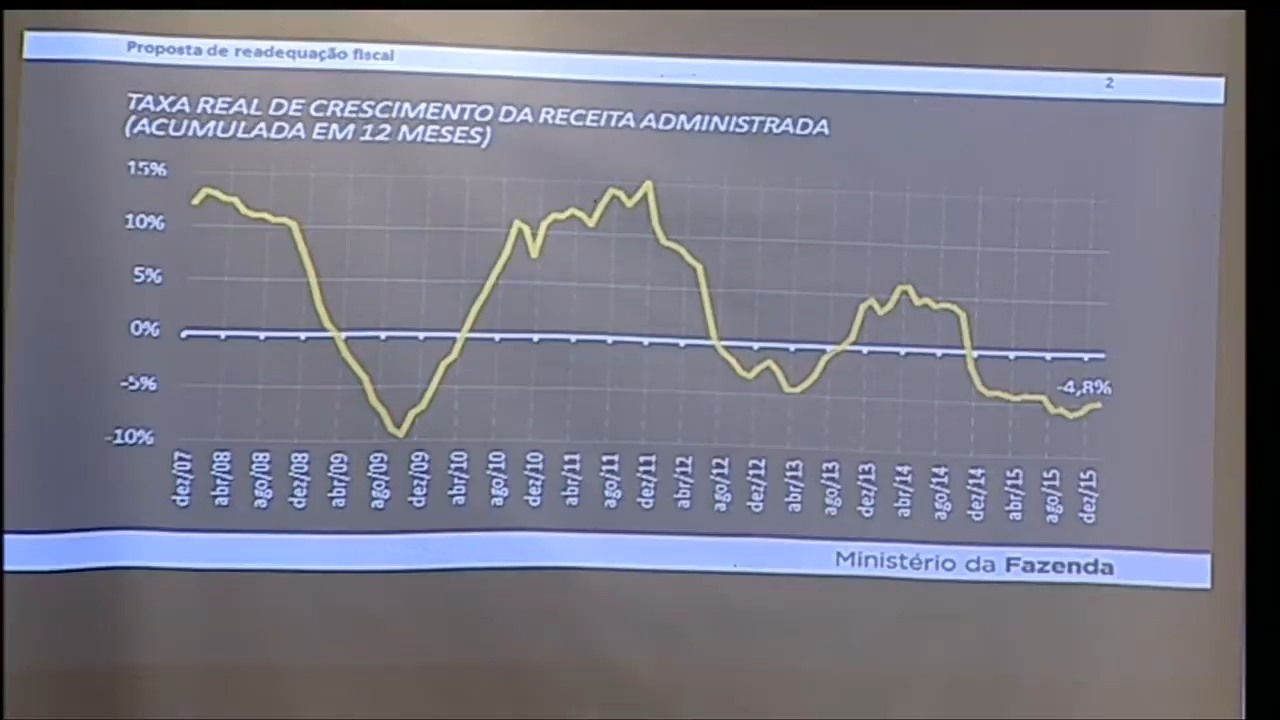 Proposta de readequação fiscal
2
TAXA REAL DE CRESCIMENTO DA RECEITA ADMINISTRADA
(ACUMULADA EM 12 MESES)
15%
10%
5%
0%
-5%
-10%
-4,8%
dez/07
abr/08
ago/08
dez/08
abr/09
ago/09
dez/09
abr/10
ago/10
dez/10
abr/11
ago/11
dez/11
abr/12
ago/12
dez/12
abr/13
ago/13
dez/13
abr/14
ago/14
dez/14
abr/15
ago/15
dez/15
Ministério da Fazenda